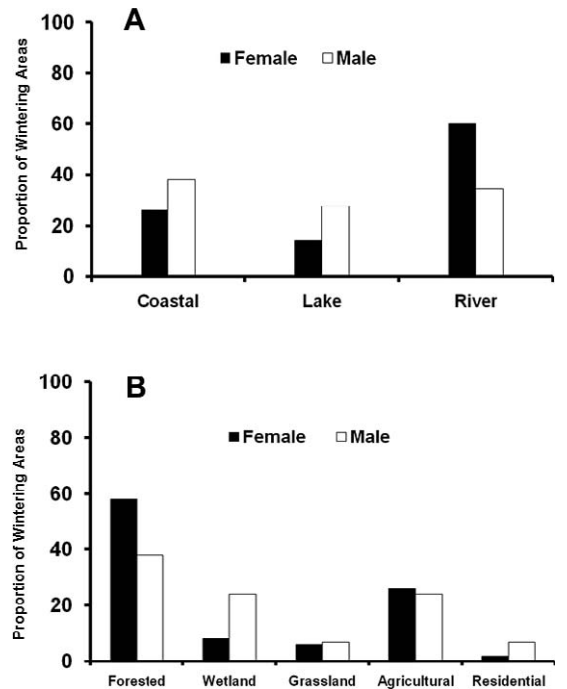 A
Female Male
Proportion of Wintering Areas
100
80
60
40
20
0
Coastal Lake River
B
Female Male
Proportion of Wintering Areas
100
80
60
40
20
0
Forested Wetland Grassland Agricultural Residential